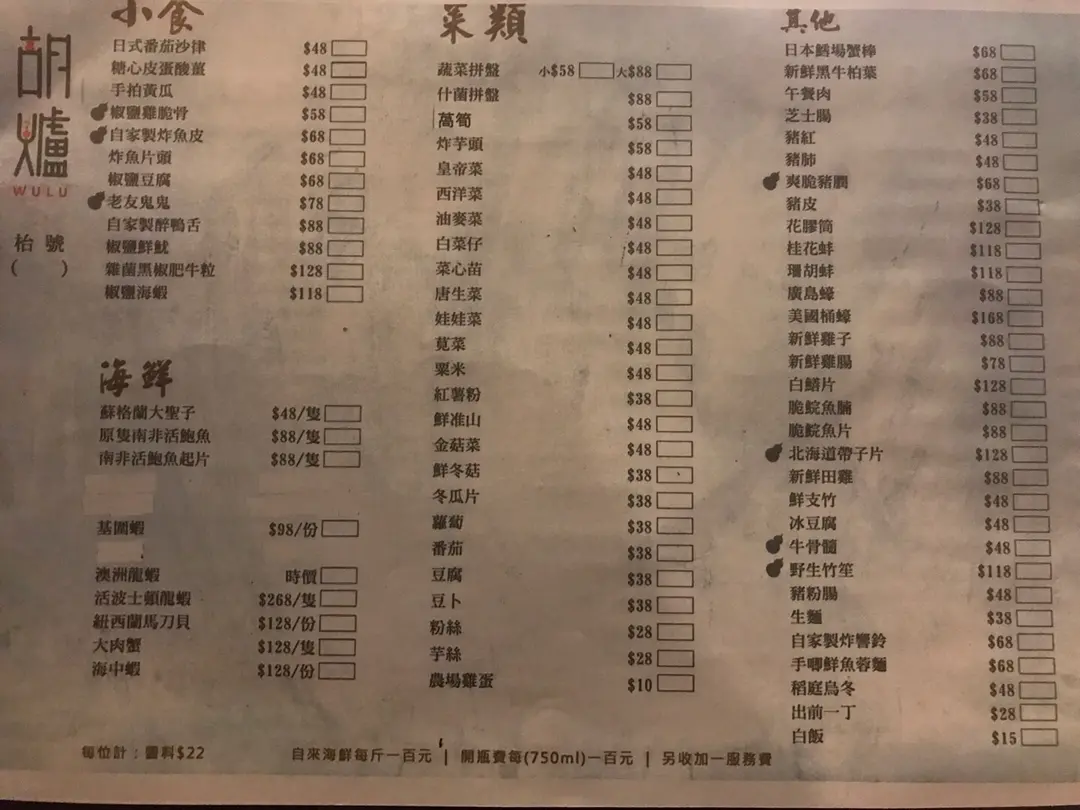 胡爐
WULU
枱號
( )
小食
日式番茄沙律 $48
糖心皮蛋酸薑 $48
手拍黃瓜 $48
椒鹽雞脆骨 $58
自家製炸魚皮 $68
炸魚片頭 $68
椒鹽豆腐 $68
老友鬼鬼 $78
自家製醉鴨舌 $88
椒鹽鮮魷 $88
雜菌黑椒肥牛粒 $128
椒鹽海蝦 $118
海鮮
蘇格蘭大聖子 $48/隻
原隻南非活鮑魚 $88/隻
南非活鮑魚起片 $88/隻
基圍蝦 $98/份
澳洲龍蝦 時價
活波士頓龍蝦 $268/隻
紐西蘭馬刀貝 $128/份
大肉蟹 $128/隻
海中蝦 $128/份
菜類
蔬菜拼盤 小$58 大$88
什菌拼盤 $88
萵筍 $58
炸芋頭 $58
皇帝菜 $48
西洋菜 $48
油麥菜 $48
白菜仔 $48
菜心苗 $48
唐生菜 $48
娃娃菜 $48
莧菜 $48
粟米 $48
紅薯粉 $38
鮮准山 $48
金菇菜 $48
鮮冬菇 $38
冬瓜片 $38
蘿蔔 $38
番茄 $38
豆腐 $38
豆卜 $38
粉絲 $28
芋絲 $28
農場雞蛋 $10
其他
日本鱈場蟹棒 $68
新鮮黑牛柏葉 $68
午餐肉 $58
芝士腸 $38
豬紅 $48
豬肺 $48
爽脆豬膶 $68
豬皮 $38
花膠筒 $128
桂花蚌 $118
珊胡蚌 $118
廣島蠔 $88
美國桶蠔 $168
新鮮雞子 $88
新鮮雞腸 $78
白鱔片 $128
脆鯇魚腩 $88
脆鯇魚片 $88
北海道帶子片 $128
新鮮田雞 $88
鮮支竹 $48
冰豆腐 $48
牛骨髓 $48
野生竹笙 $118
豬粉腸 $48
生麵 $38
自家製炸響鈴 $68
手唧鮮魚蓉麵 $68
稻庭烏冬 $48
出前一丁 $28
白飯 $15
每位計：醬料$22 自來海鮮每斤一百元 | 開瓶費每(750ml)一百元 | 另收加一服務費